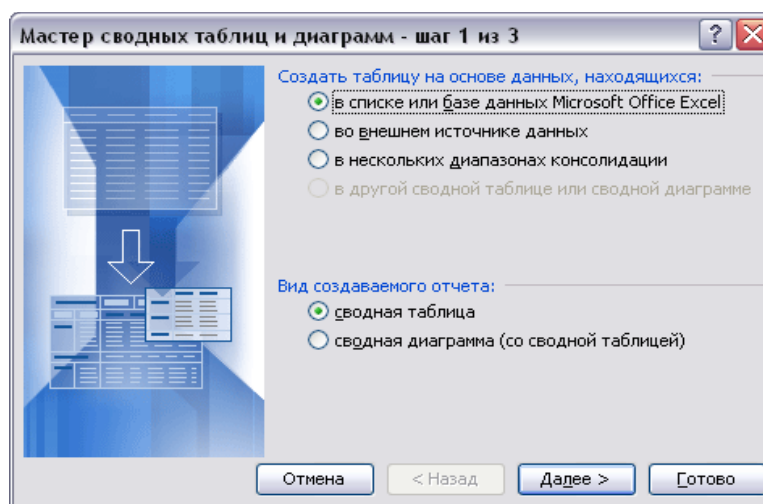 Мастер сводных таблиц и диаграмм - шаг 1 из 3
Создать таблицу на основе данных, находящихся:
в списке или базе данных Microsoft Office Excel
во внешнем источнике данных
в нескольких диапазонах консолидации
в другой сводной таблице или сводной диаграмме
Вид создаваемого отчета:
сводная таблица
сводная диаграмма (со сводной таблицей)
Отмена < Назад Далее > Готово